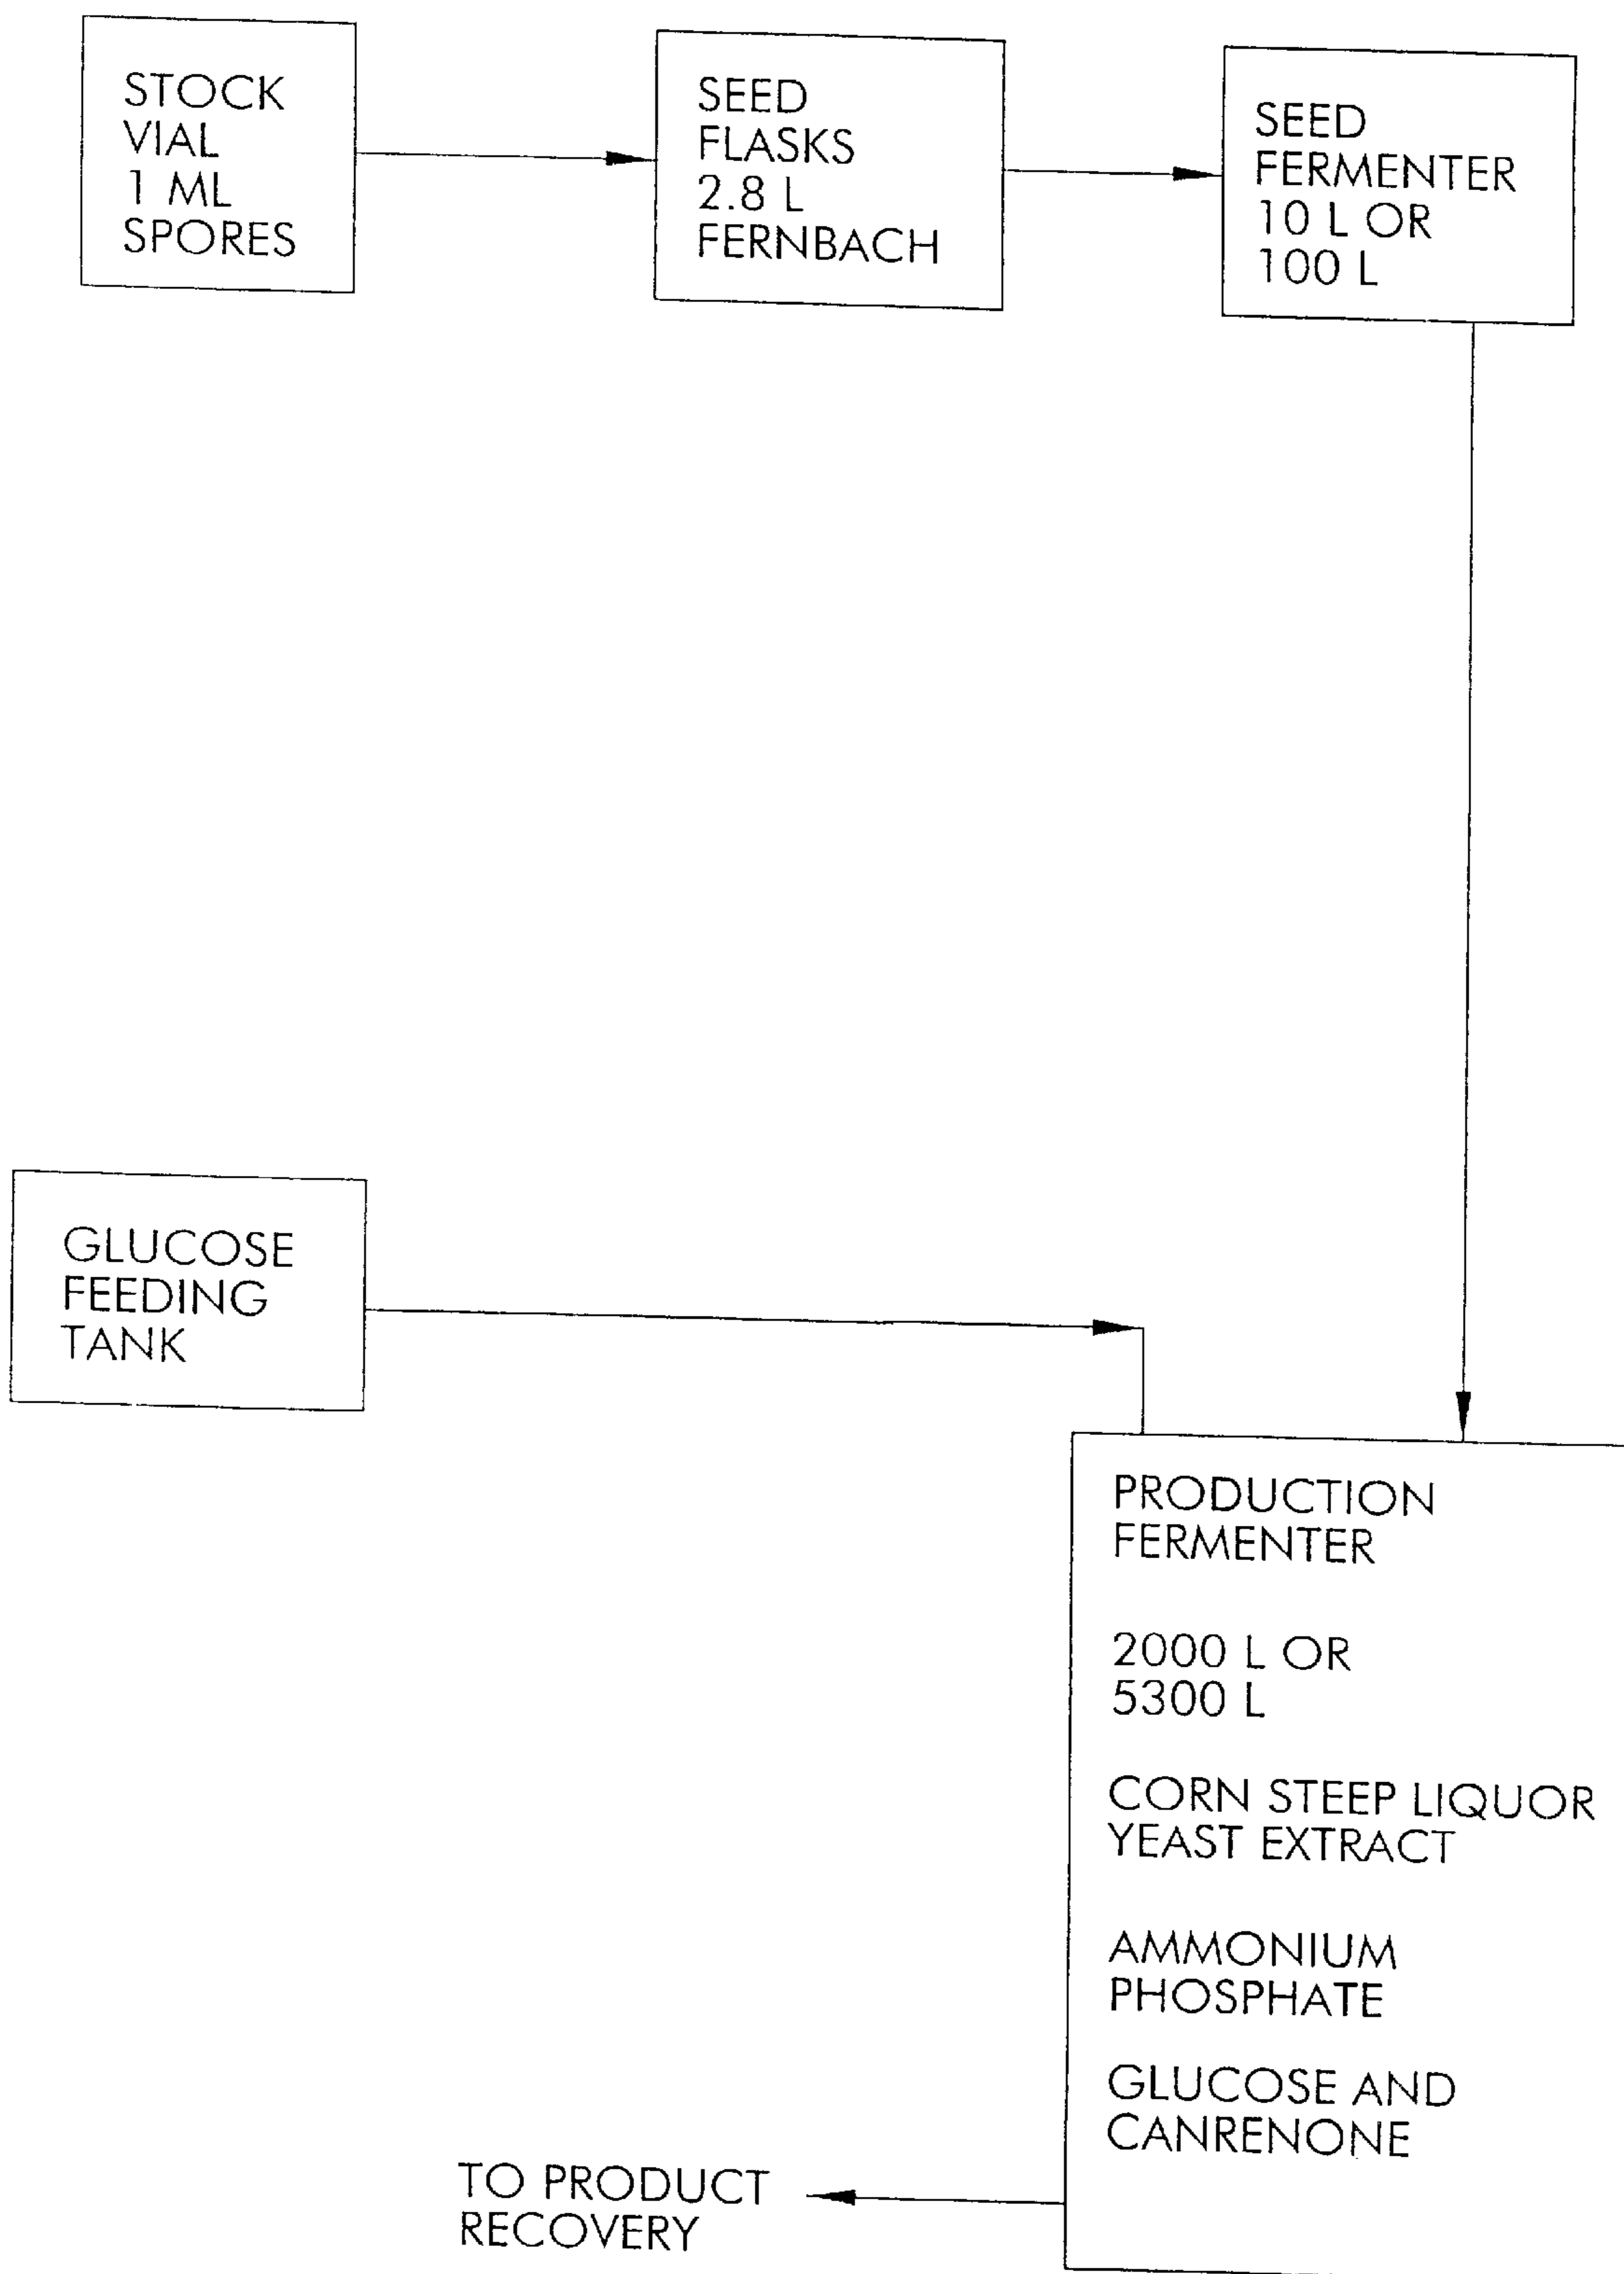 STOCK
VIAL
1 ML
SPORES
SEED
FLASKS
2.8 L
FERNBACH
SEED
FERMENTER
10 L OR
100 L
GLUCOSE
FEEDING
TANK
PRODUCTION
FERMENTER
2000 L OR
5300 L
CORN STEEP LIQUOR
YEAST EXTRACT
AMMONIUM
PHOSPHATE
GLUCOSE AND
CANRENONE
TO PRODUCT
RECOVERY